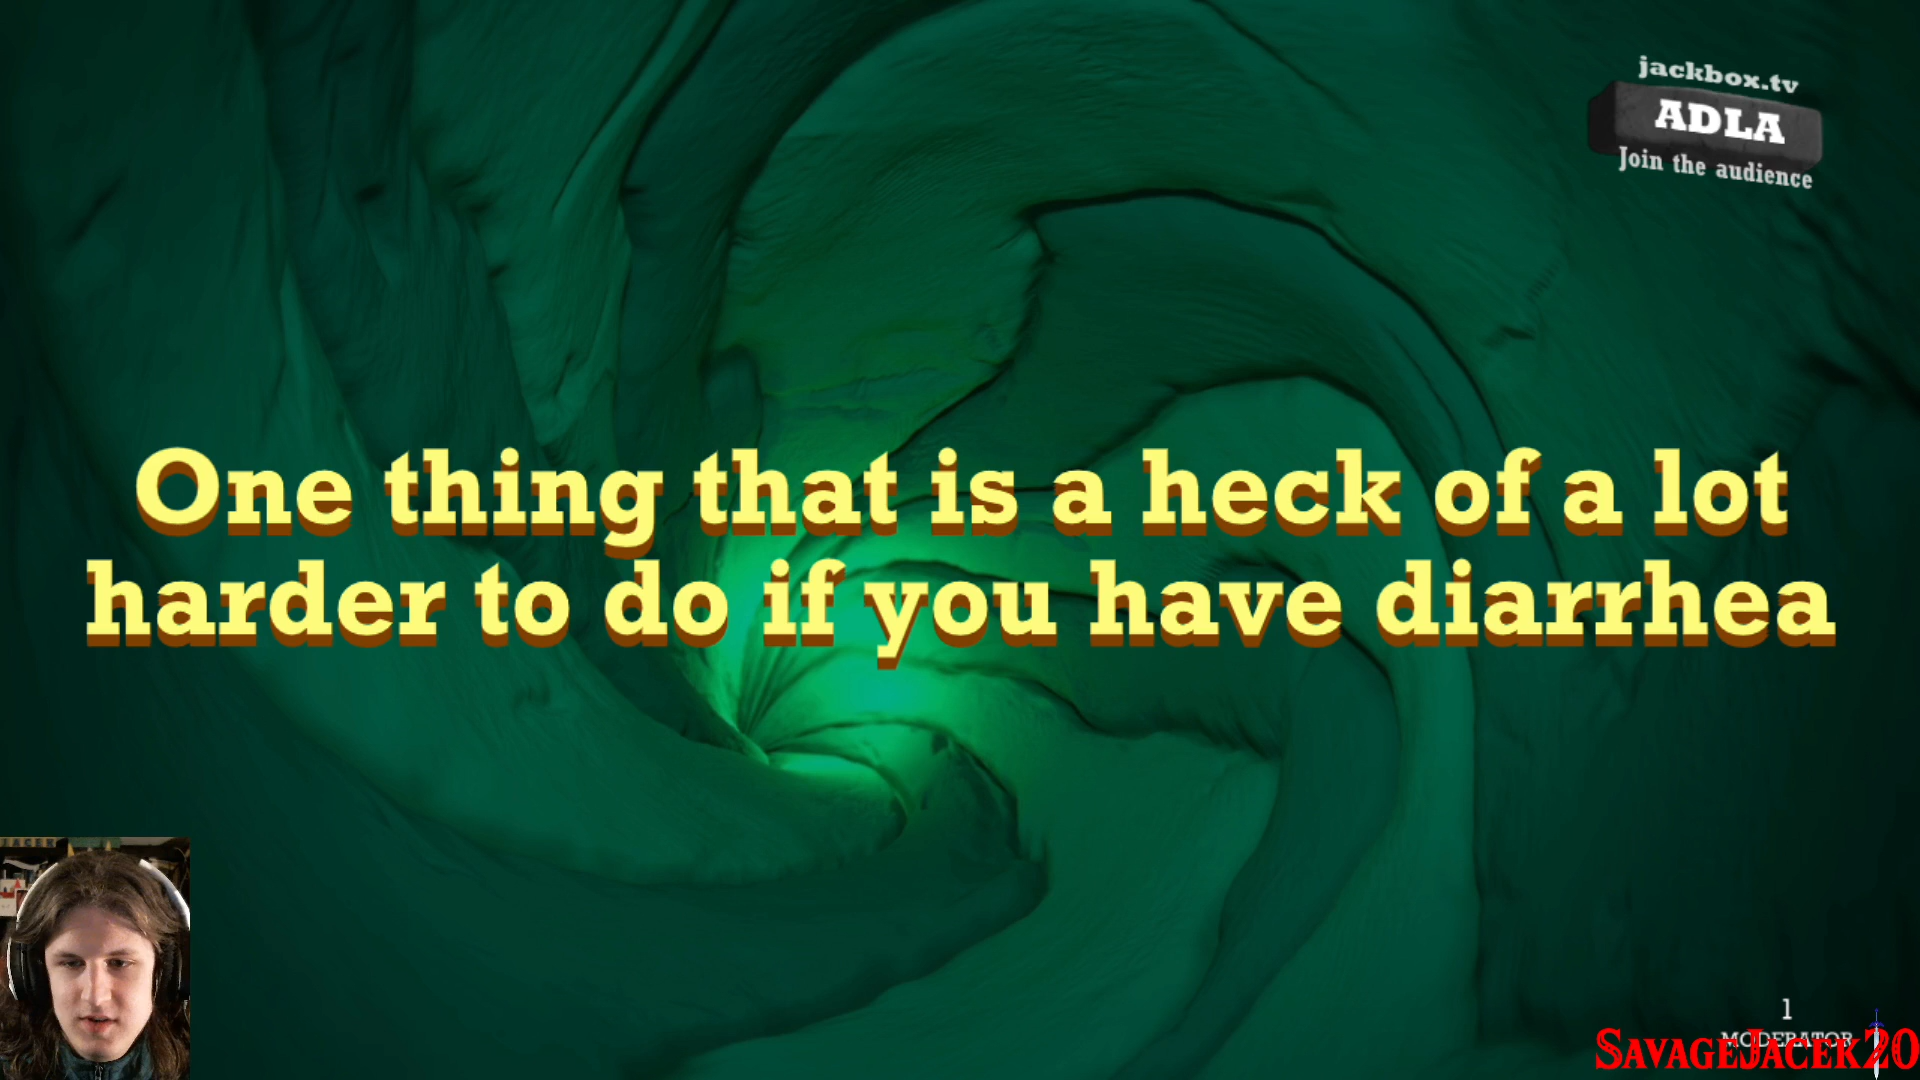 jackbox.tv
ADLA
Join the audience
One thing that is a heck of a lot
harder to do if you have diarrhea
1
MODERATOR
SAVAGEJACEK20